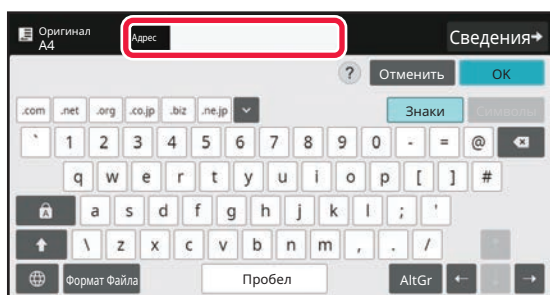 Оригинал
A4
Адрес
Сведения
? Отменить OK
.com .net .org .co.jp .biz .ne.jp Знаки Символы
` 1 2 3 4 5 6 7 8 9 0 - = @
q w e r t y u i o p [ ] #
a s d f g h j k l ; '
\ z x c v b n m , . /
Формат Файла Пробел AltGr